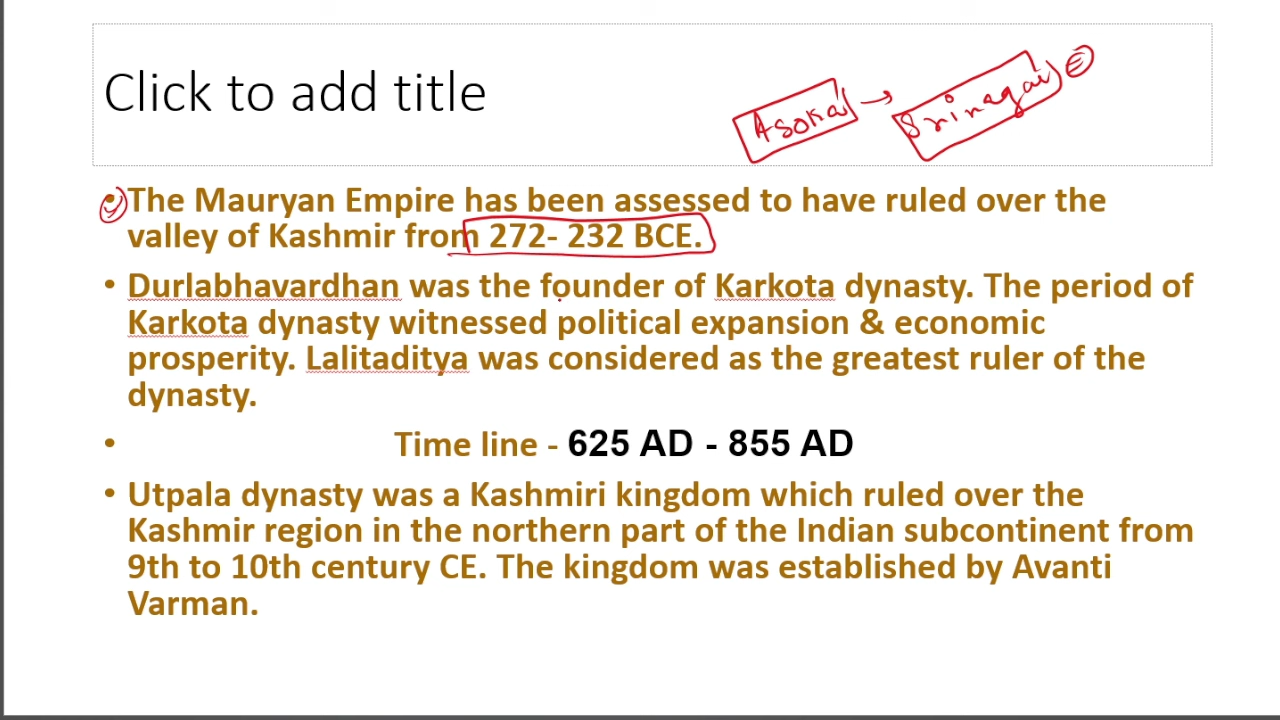 Click to add title
Asoka → Srinagar
• The Mauryan Empire has been assessed to have ruled over the
valley of Kashmir from 272- 232 BCE.
• Durlabhavardhan was the founder of Karkota dynasty. The period of
Karkota dynasty witnessed political expansion & economic
prosperity. Lalitaditya was considered as the greatest ruler of the
dynasty.
• Time line - 625 AD - 855 AD
• Utpala dynasty was a Kashmiri kingdom which ruled over the
Kashmir region in the northern part of the Indian subcontinent from
9th to 10th century CE. The kingdom was established by Avanti
Varman.